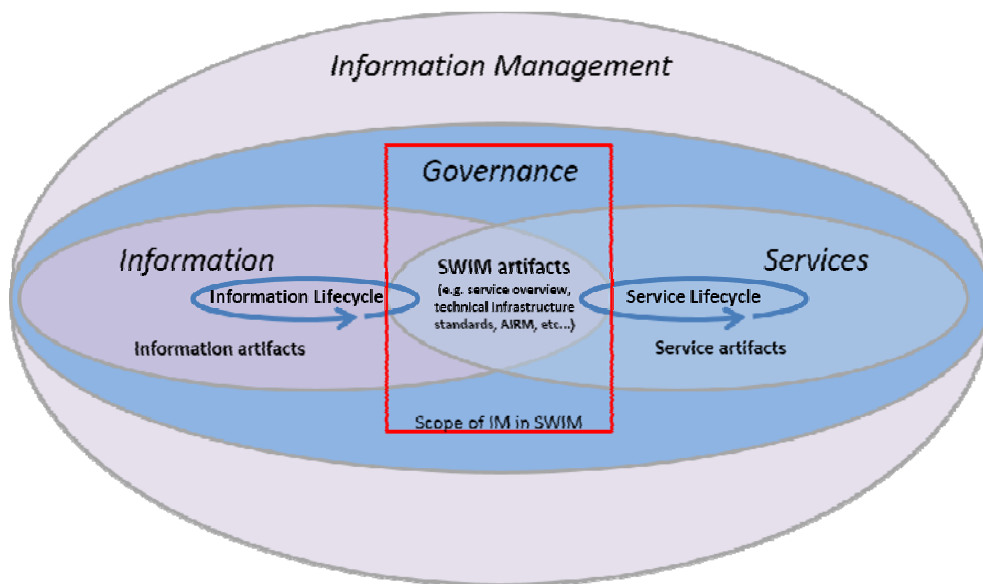 Information Management
Governance
Information
Services
SWIM artifacts
(e.g. service overview,
technical infrastructure
standards, AIRM, etc...)
Information Lifecycle
Service Lifecycle
Information artifacts
Service artifacts
Scope of IM in SWIM